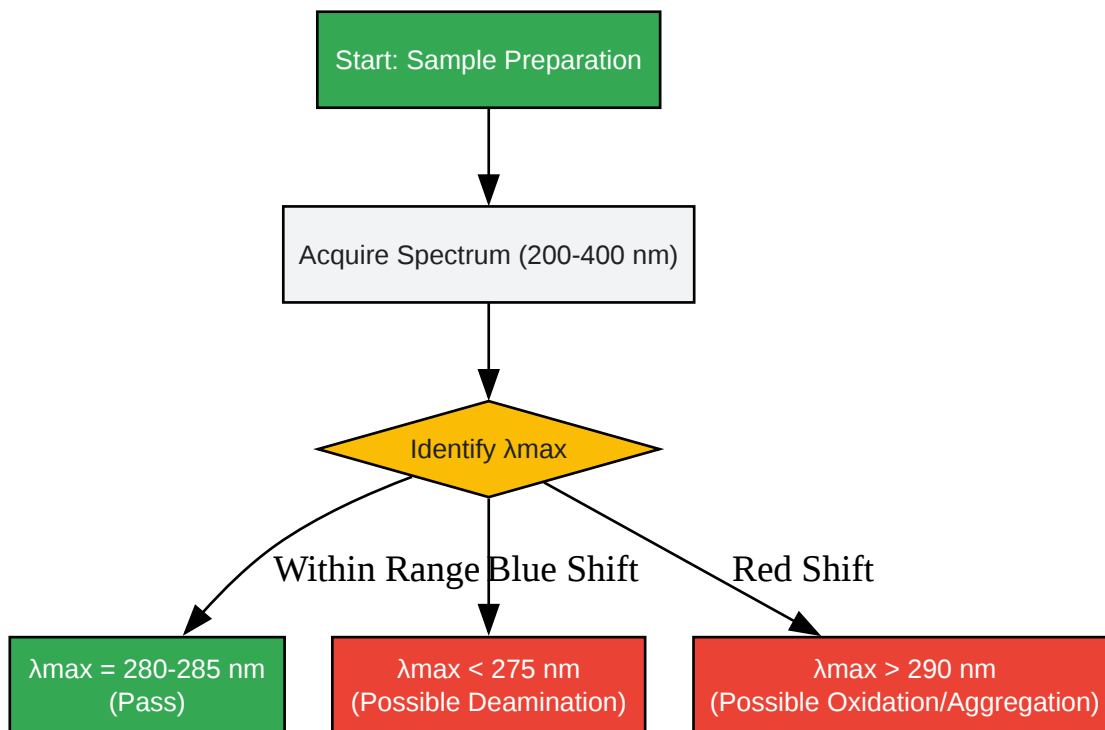 Start: Sample Preparation
Acquire Spectrum (200-400 nm)
Identify λmax
Within Range
Blue Shift
Red Shift
λmax = 280-285 nm
(Pass)
λmax < 275 nm
(Possible Deamination)
λmax > 290 nm
(Possible Oxidation/Aggregation)